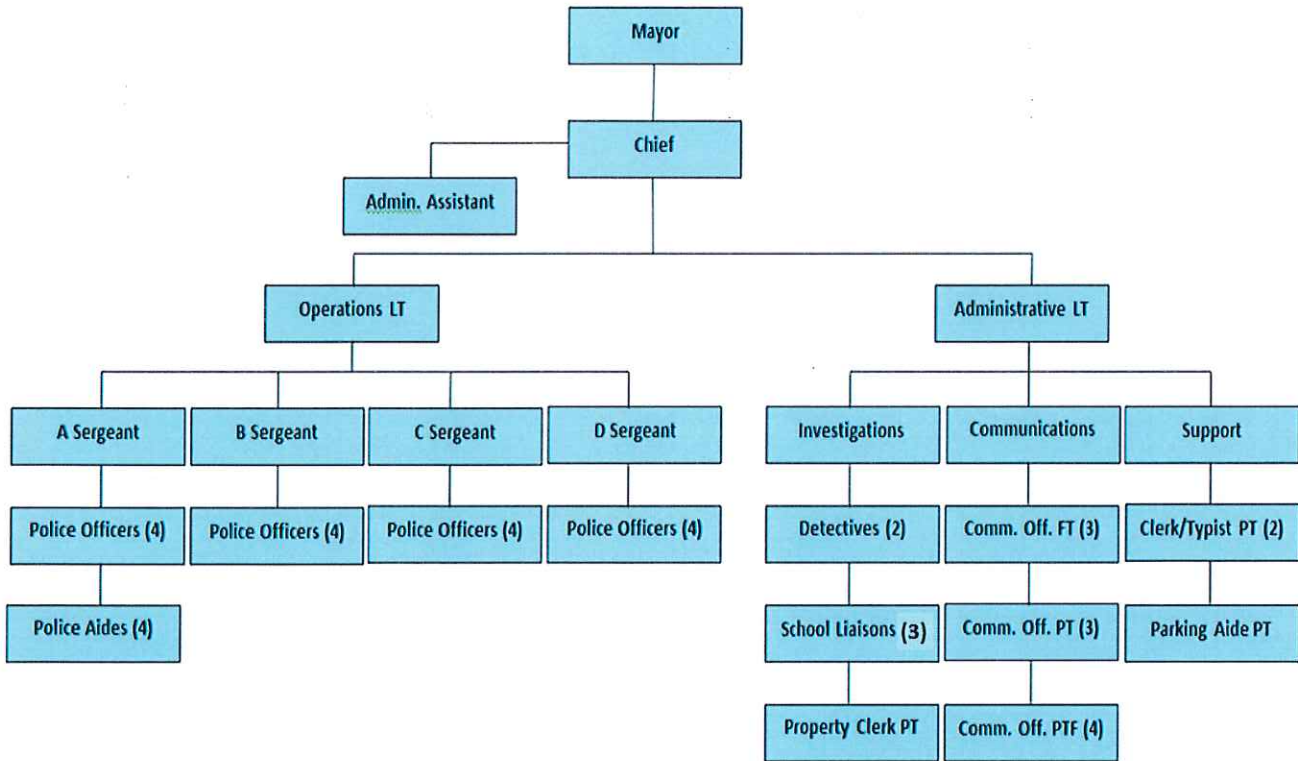 Mayor
Chief
Admin. Assistant
Operations LT
Administrative LT
A Sergeant
B Sergeant
C Sergeant
D Sergeant
Investigations
Communications
Support
Police Officers (4)
Police Officers (4)
Police Officers (4)
Police Officers (4)
Detectives (2)
Comm. Off. FT (3)
Clerk/Typist PT (2)
Police Aides (4)
School Liaisons (3)
Comm. Off. PT (3)
Parking Aide PT
Property Clerk PT
Comm. Off. PTF (4)